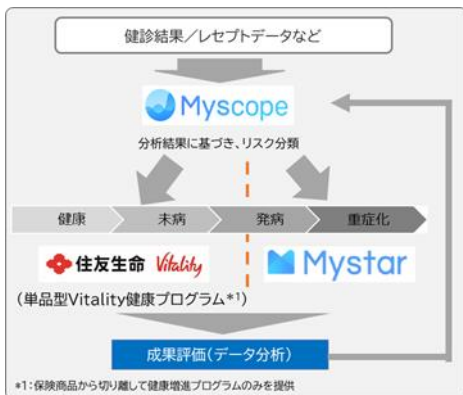 健診結果／レセプトデータなど
Myscope
分析結果に基づき、リスク分類
健康 未病 発病 重症化
住友生命 Vitality Mystar
(単品型Vitality健康プログラム*1)
成果評価(データ分析)
*1:保険商品から切り離して健康増進プログラムのみを提供